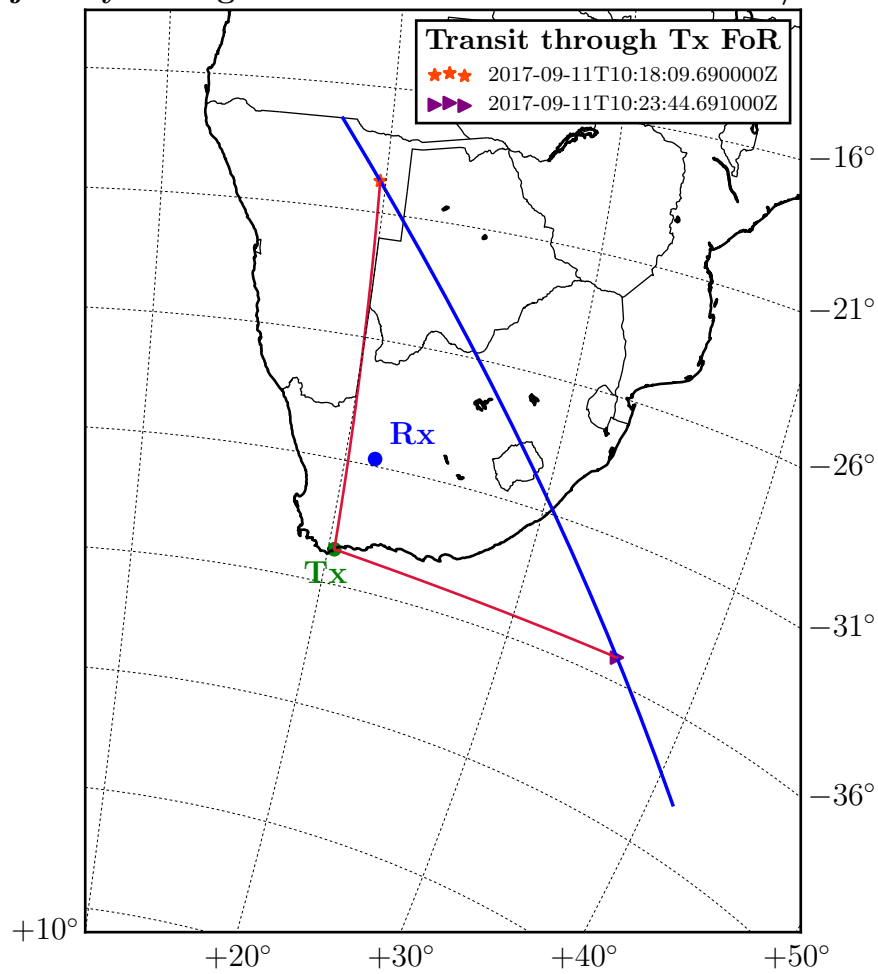 Transit through Tx FoR
2017-09-11T10:18:09.690000Z
2017-09-11T10:23:44.691000Z
−16°
−21°
−26°
−31°
−36°
Rx
Tx
+10°
+20°
+30°
+40°
+50°